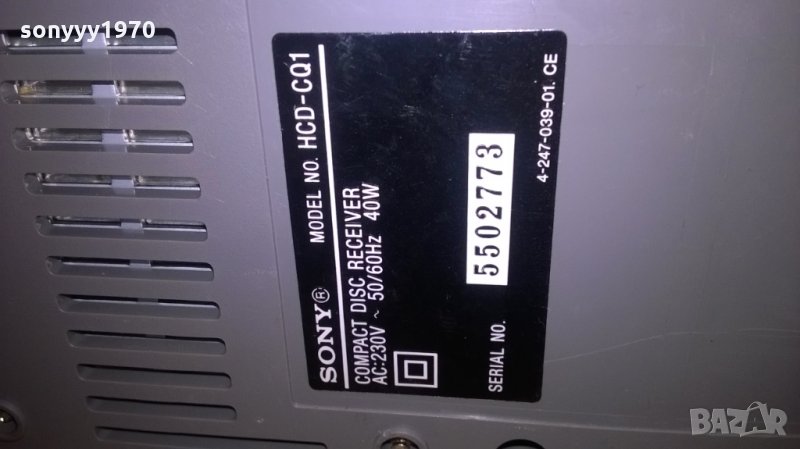 sonyyy1970
SONY® MODEL NO. HCD-CQ1
COMPACT DISC RECEIVER
AC:230V ~ 50/60Hz 40W
SERIAL NO. 5502773
4-247-039-01 CE
BAZAR